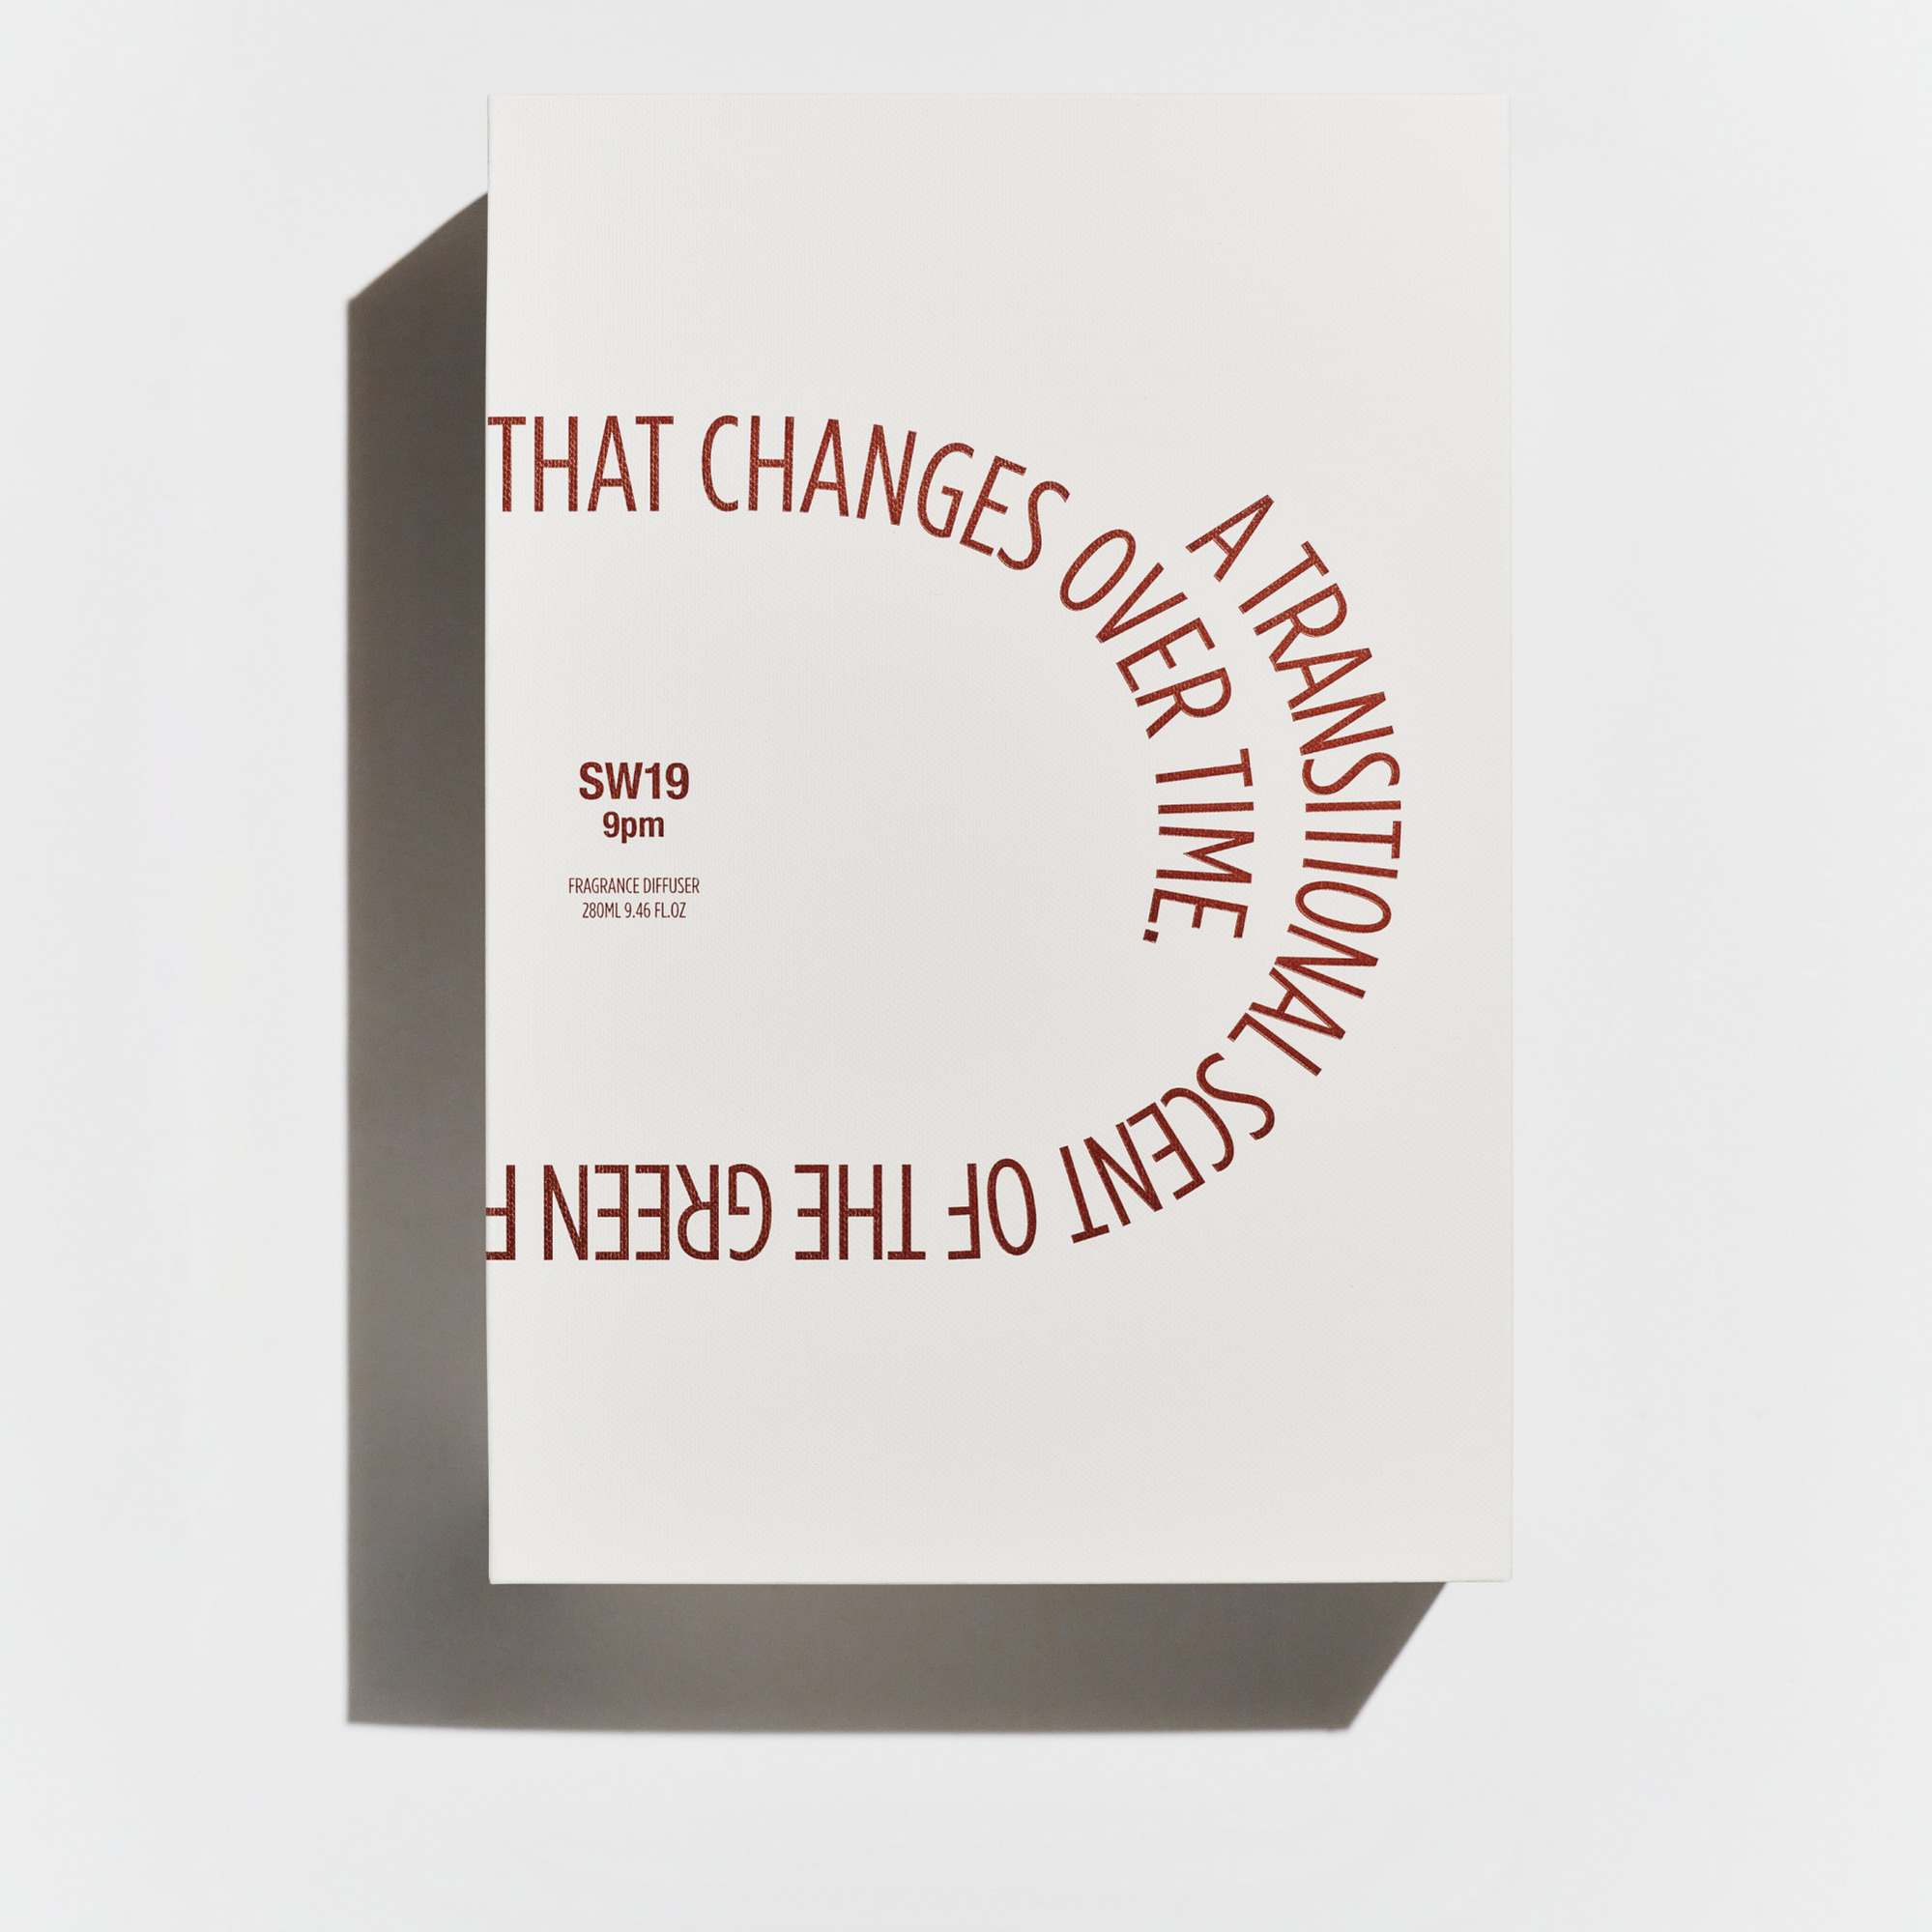 A TRANSITIONAL SCENT OF THE GREEN F
THAT CHANGES OVER TIME.
SW19
9pm
FRAGRANCE DIFFUSER
280ML 9.46 FL.OZ